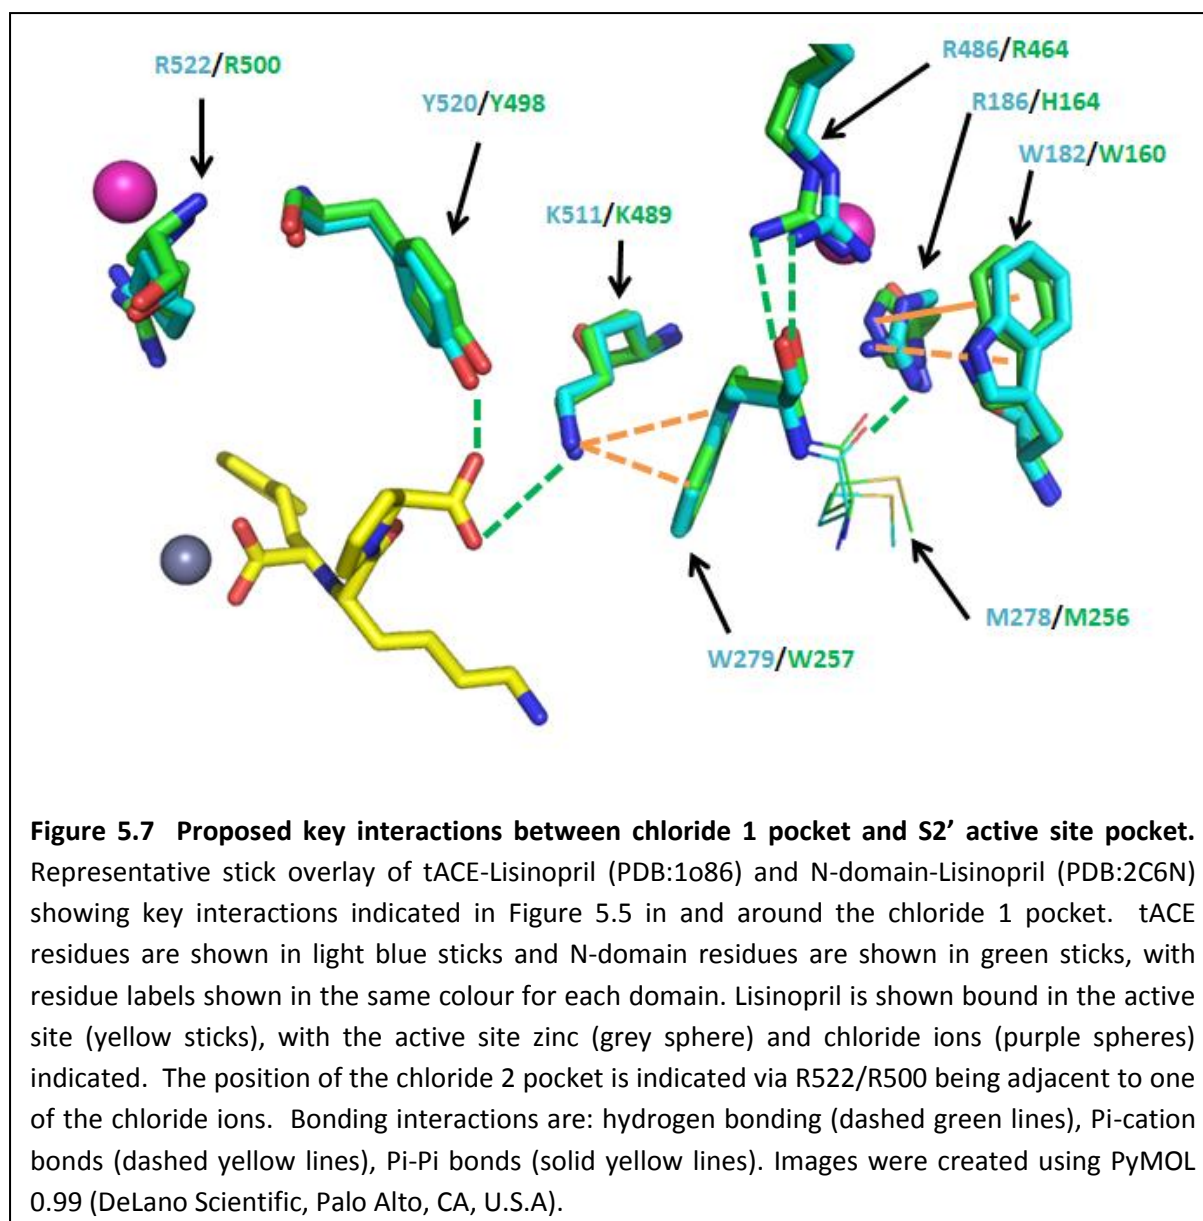 R522/R500
Y520/Y498
K511/K489
R486/R464
R186/H164
W182/W160
M278/M256
W279/W257
Figure 5.7 Proposed key interactions between chloride 1 pocket and S2’ active site pocket.
Representative stick overlay of tACE-Lisinopril (PDB:1o86) and N-domain-Lisinopril (PDB:2C6N)
showing key interactions indicated in Figure 5.5 in and around the chloride 1 pocket. tACE
residues are shown in light blue sticks and N-domain residues are shown in green sticks, with
residue labels shown in the same colour for each domain. Lisinopril is shown bound in the active
site (yellow sticks), with the active site zinc (grey sphere) and chloride ions (purple spheres)
indicated. The position of the chloride 2 pocket is indicated via R522/R500 being adjacent to one
of the chloride ions. Bonding interactions are: hydrogen bonding (dashed green lines), Pi-cation
bonds (dashed yellow lines), Pi-Pi bonds (solid yellow lines). Images were created using PyMOL
0.99 (DeLano Scientific, Palo Alto, CA, U.S.A).